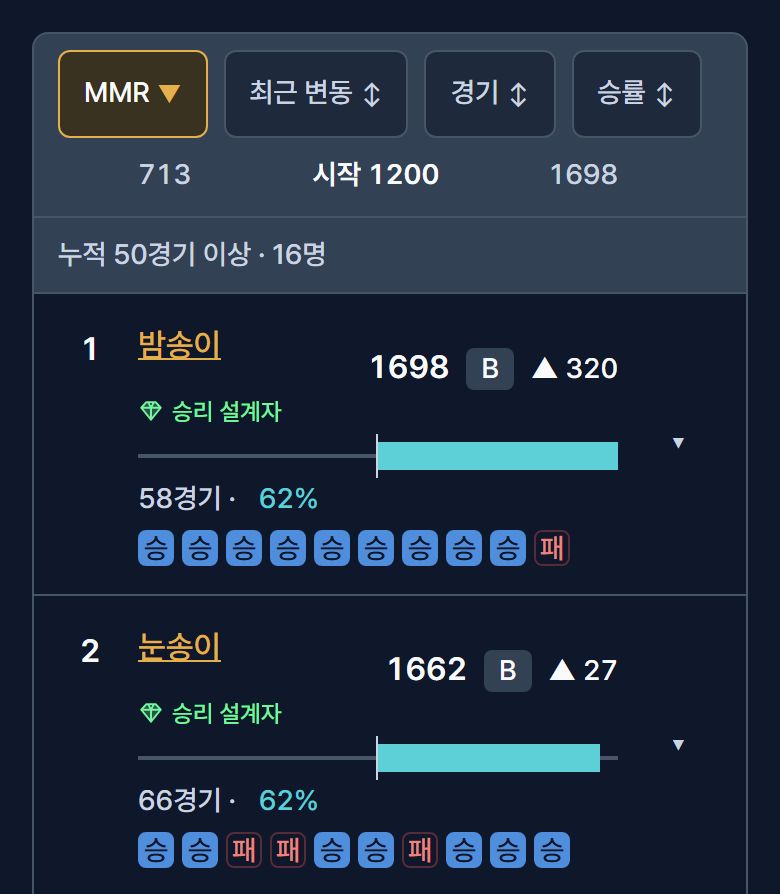 MMR ▼ 최근 변동 ↕ 경기 ↕ 승률 ↕
713 시작 1200 1698
누적 50경기 이상 · 16명
1 밤송이
1698 B ▲ 320
승리 설계자
▼
58경기 · 62%
승 승 승 승 승 승 승 승 승 패
2 눈송이
1662 B ▲ 27
승리 설계자
▼
66경기 · 62%
승 승 패 패 승 승 패 승 승 승